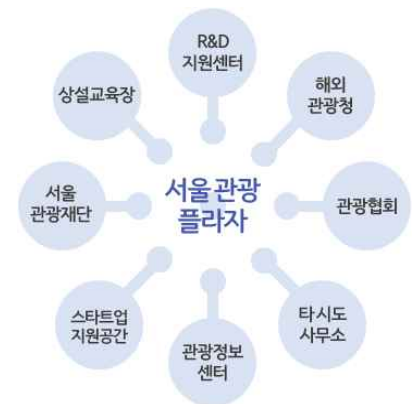 R&D
지원센터
상설교육장
해외
관광청
서울
관광재단
서울 관광
플라자
관광협회
스타트업
지원공간
타시도
사무소
관광정보
센터